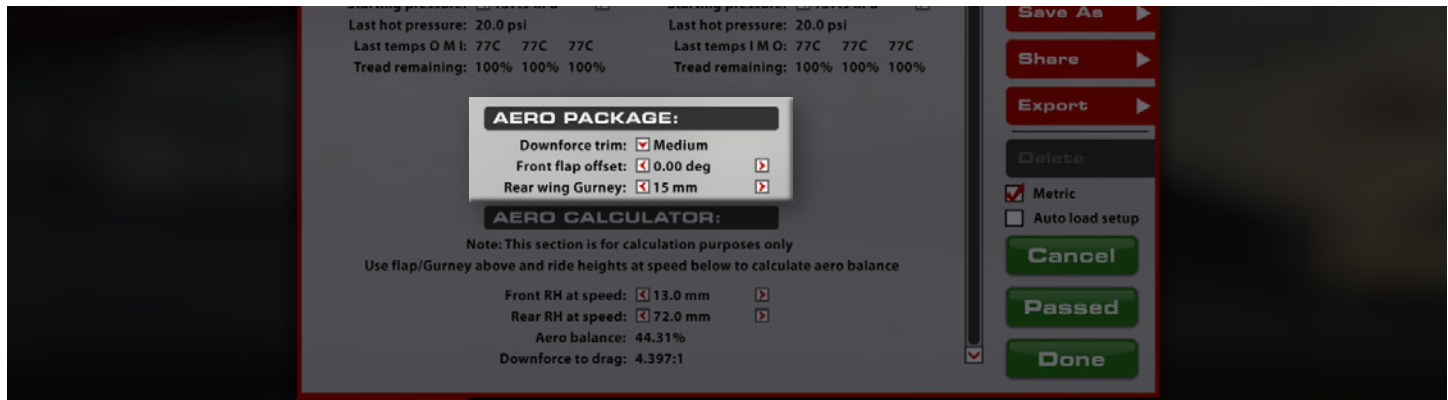 Save As
Last hot pressure: 20.0 psi Last hot pressure: 20.0 psi
Last temps O M I: 77C 77C 77C Last temps I M O: 77C 77C 77C
Share
Tread remaining: 100% 100% 100% Tread remaining: 100% 100% 100%
Export
AERO PACKAGE:
Downforce trim: Medium
Front flap offset: 0.00 deg
Rear wing Gurney: 15 mm
Delete
Metric
Auto load setup
AERO CALCULATOR:
Note: This section is for calculation purposes only
Use flap/Gurney above and ride heights at speed below to calculate aero balance
Front RH at speed: 13.0 mm
Rear RH at speed: 72.0 mm
Aero balance: 44.31%
Downforce to drag: 4.397:1
Cancel
Passed
Done